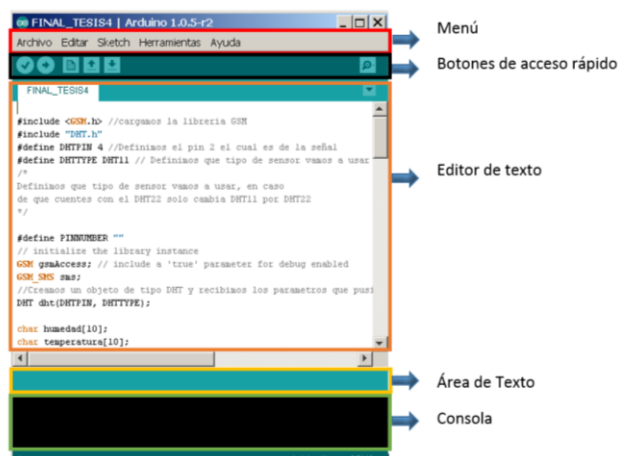 FINAL_TESIS4 | Arduino 1.0.5-r2
Archivo Editar Sketch Herramientas Ayuda
FINAL_TESIS4
#include <GSM.h> //cargamos la libreria GSM
#include "DHT.h"
#define DHTPIN 4 //Definimos el pin 2 el cual es de la señal
#define DHTTYPE DHT11 // Definimos que tipo de sensor vamos a usar
/*
Definimos que tipo de sensor vamos a usar, en caso
de que cuentes con el DHT22 solo cambia DHT11 por DHT22
*/
#define PINNUMBER ""
// initialize the library instance
GSM gsmAccess; // include a 'true' parameter for debug enabled
GSM_SMS sms;
//Creamos un objeto de tipo DHT y recibimos los parametros que pusi
DHT dht(DHTPIN, DHTTYPE);
char humedad[10];
char temperatura[10];
Menú
Botones de acceso rápido
Editor de texto
Área de Texto
Consola